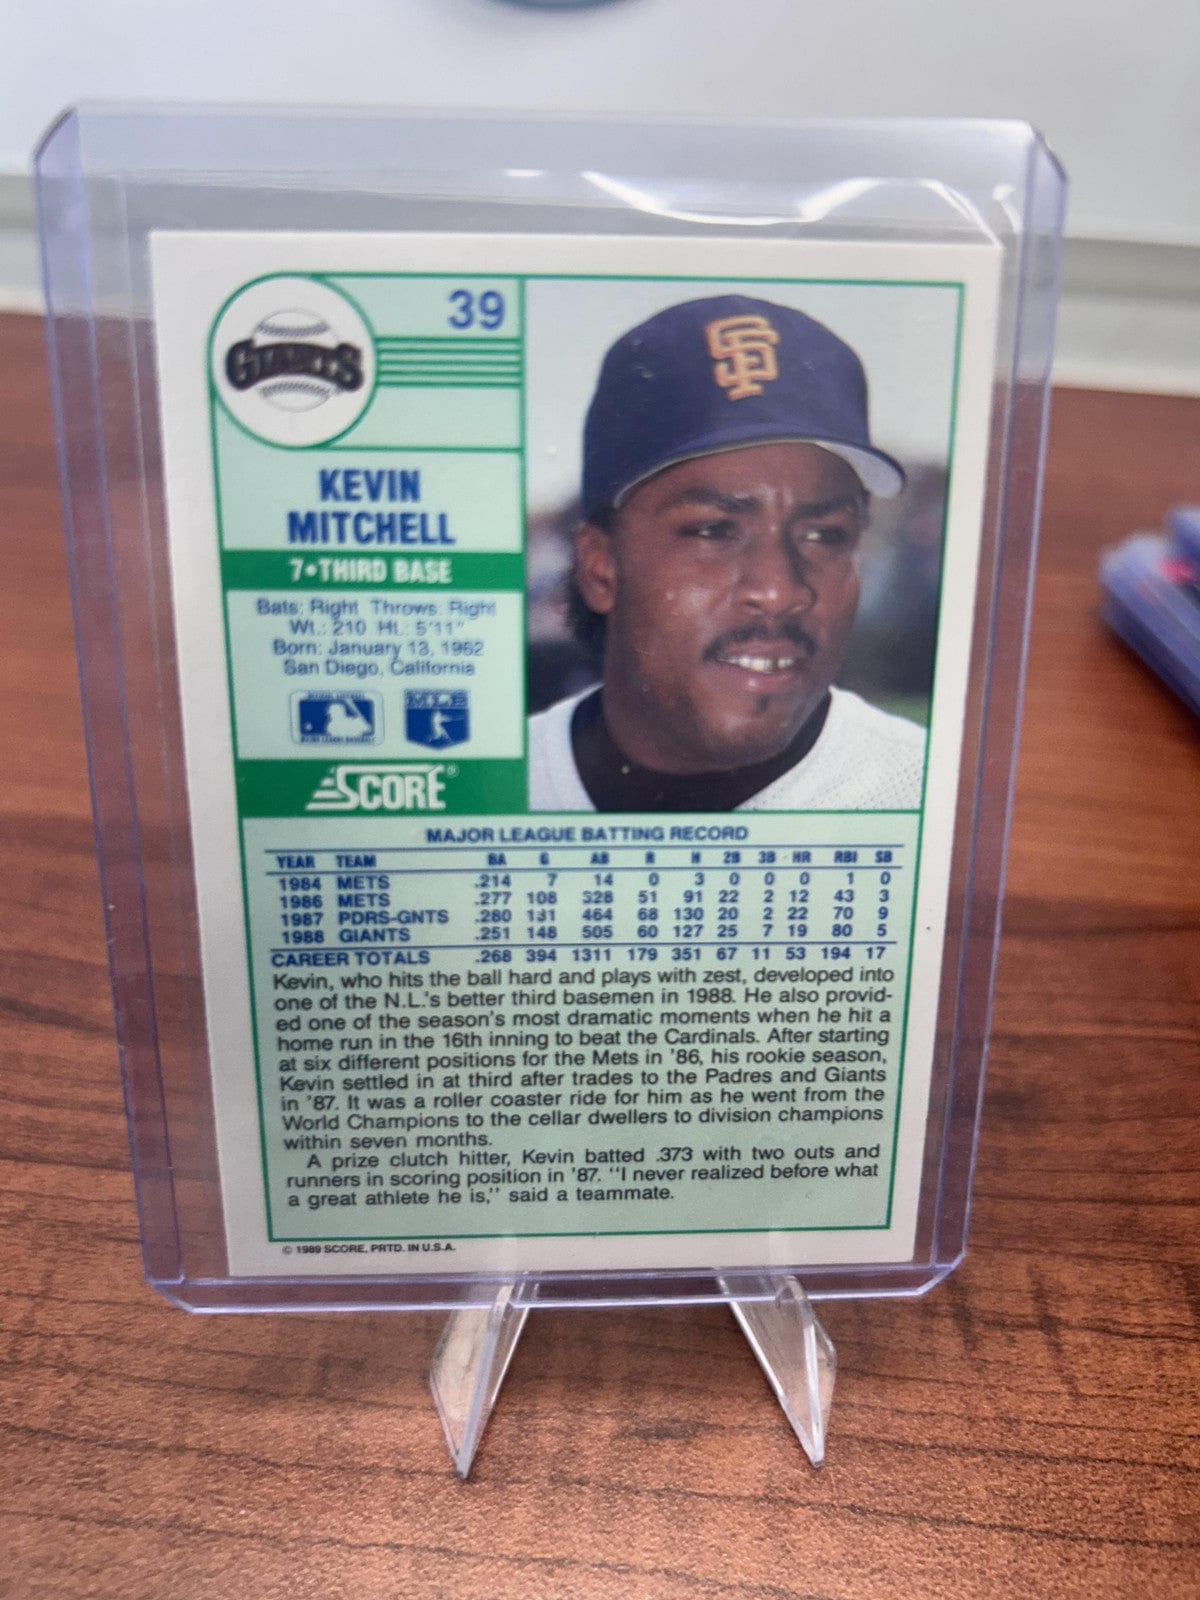 39
GIANTS
SF
KEVIN
MITCHELL
7•THIRD BASE
Bats: Right Throws: Right
Wt.: 210 Ht.: 5'11"
Born: January 13, 1962
San Diego, California
MLB
SCORE®
MAJOR LEAGUE BATTING RECORD
YEAR TEAM BA G AB R H 2B 3B HR RBI SB
1984 METS .214 7 14 0 3 0 0 0 1 0
1986 METS .277 108 328 51 91 22 2 12 43 3
1987 PDRS-GNTS .280 131 464 68 130 20 2 22 70 9
1988 GIANTS .251 148 505 60 127 25 7 19 80 5
CAREER TOTALS .268 394 1311 179 351 67 11 53 194 17
Kevin, who hits the ball hard and plays with zest, developed into
one of the N.L.'s better third basemen in 1988. He also provid-
ed one of the season's most dramatic moments when he hit a
home run in the 16th inning to beat the Cardinals. After starting
at six different positions for the Mets in '86, his rookie season,
Kevin settled in at third after trades to the Padres and Giants
in '87. It was a roller coaster ride for him as he went from the
World Champions to the cellar dwellers to division champions
within seven months.
A prize clutch hitter, Kevin batted .373 with two outs and
runners in scoring position in '87. "I never realized before what
a great athlete he is," said a teammate.
© 1989 SCORE, PRTD. IN U.S.A.